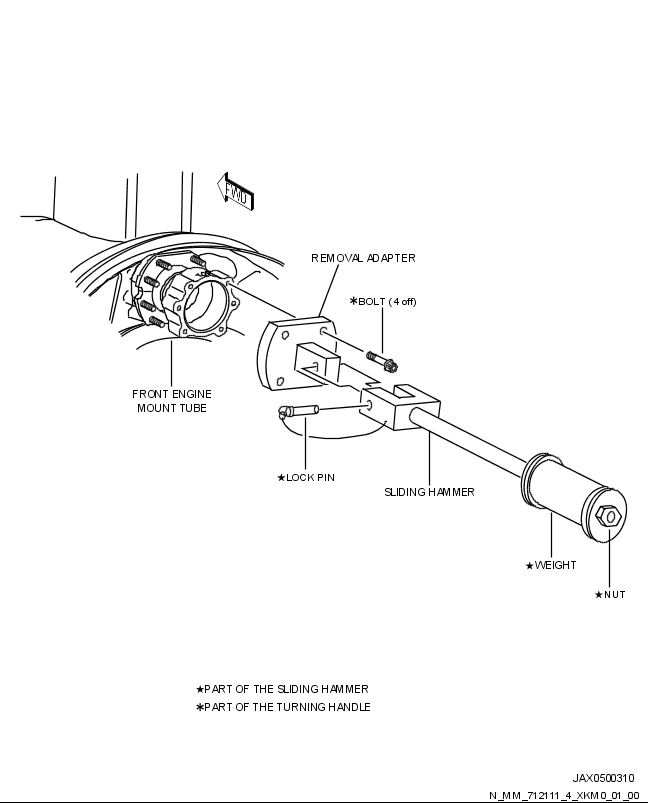 FWD
REMOVAL ADAPTER
✱BOLT (4 off)
FRONT ENGINE
MOUNT TUBE
★LOCK PIN
SLIDING HAMMER
★WEIGHT
★NUT
★PART OF THE SLIDING HAMMER
✱PART OF THE TURNING HANDLE
JAX0500310
N_MM_712111_4_XKM0_01_00